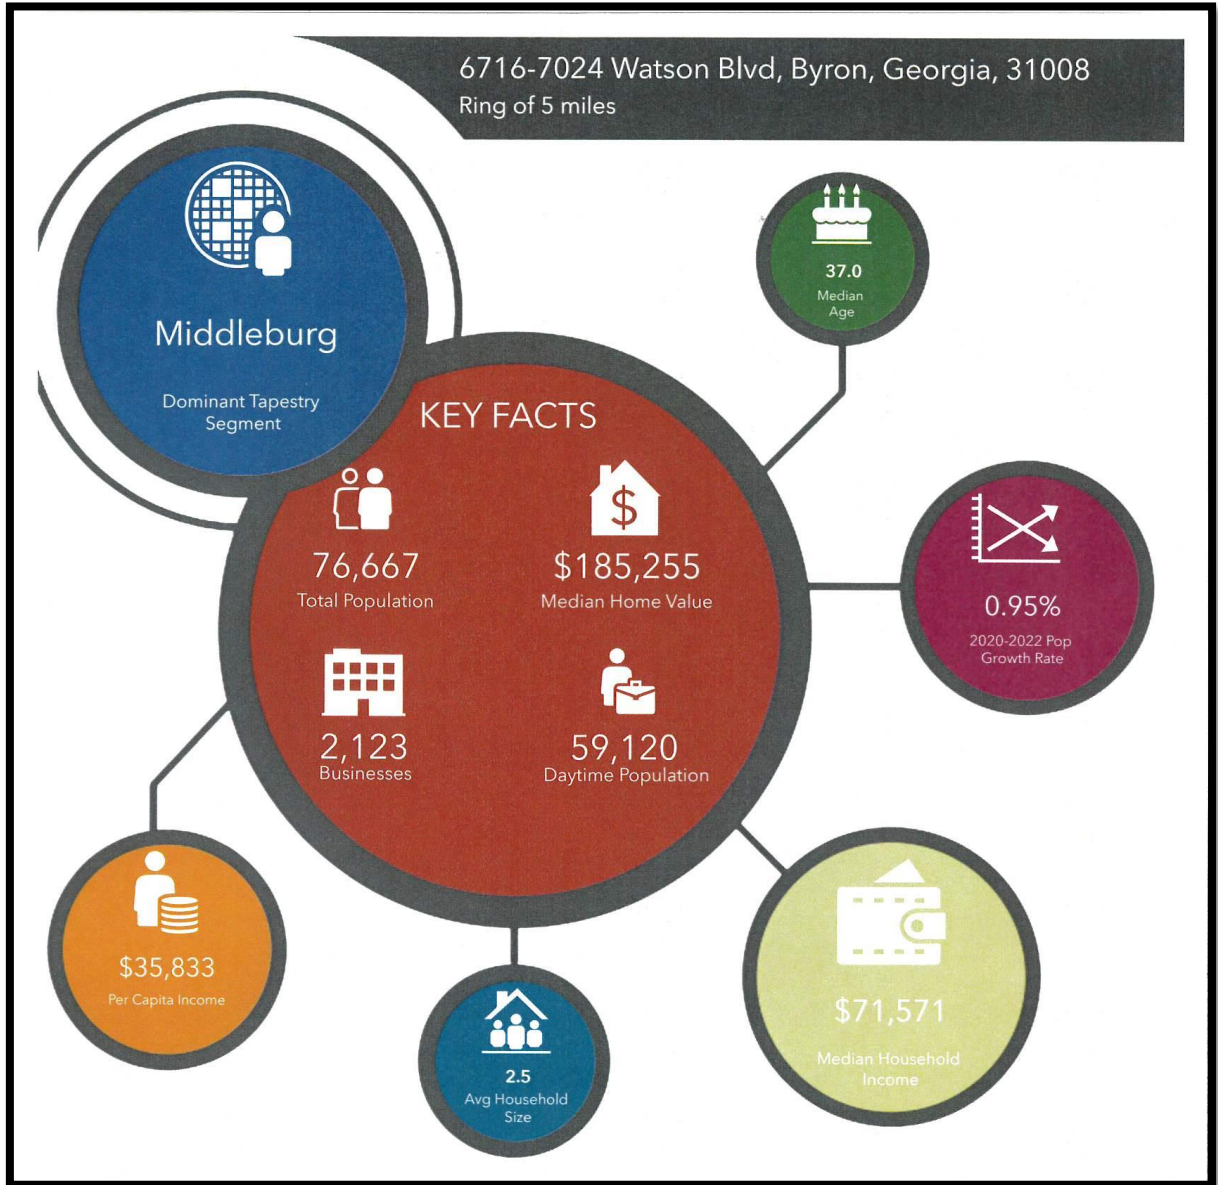 6716-7024 Watson Blvd, Byron, Georgia, 31008
Ring of 5 miles
Middleburg
Dominant Tapestry
Segment
37.0
Median
Age
KEY FACTS
76,667
Total Population
$185,255
Median Home Value
2,123
Businesses
59,120
Daytime Population
0.95%
2020-2022 Pop
Growth Rate
$35,833
Per Capita Income
2.5
Avg Household
Size
$71,571
Median Household
Income
$